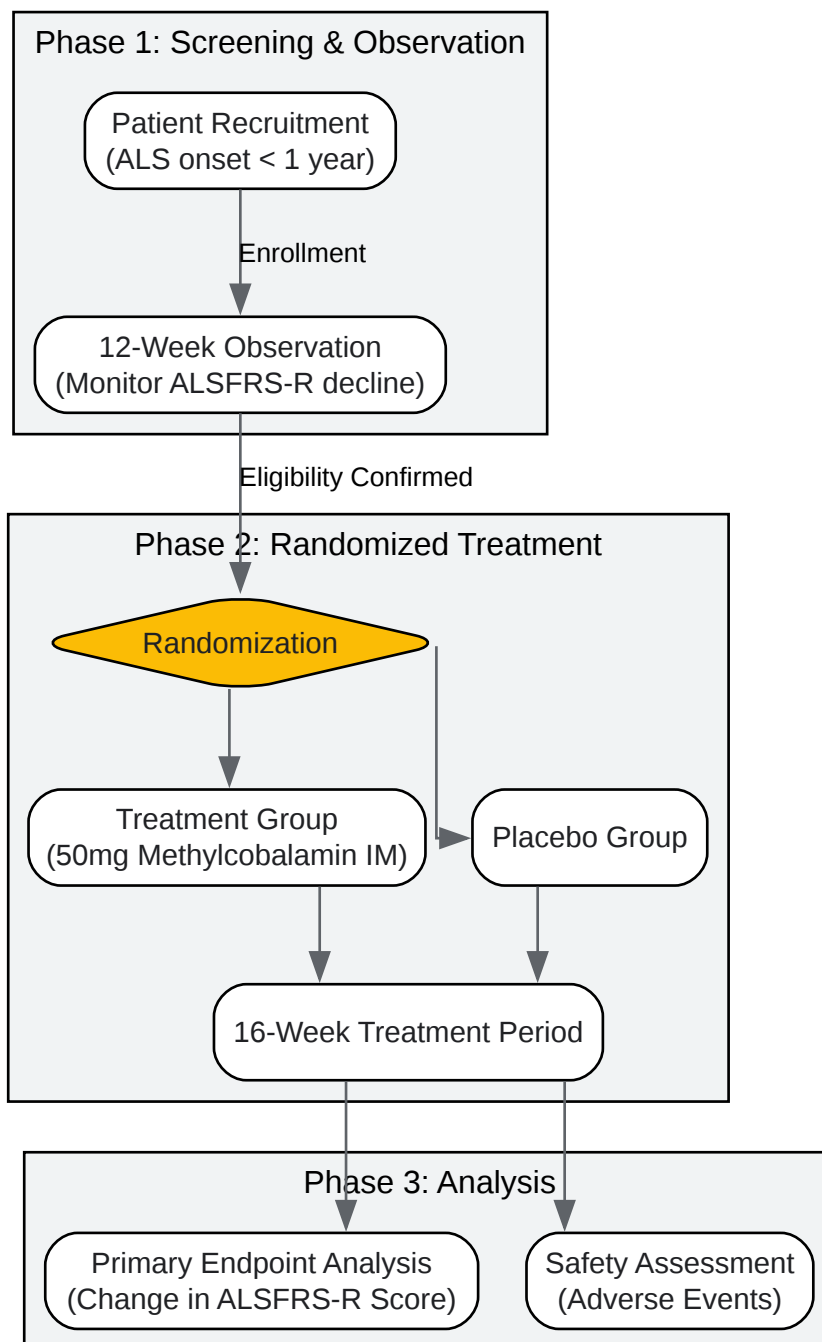 Phase 1: Screening & Observation
Patient Recruitment
(ALS onset < 1 year)
Enrollment
12-Week Observation
(Monitor ALSFRS-R decline)
Eligibility Confirmed
Phase 2: Randomized Treatment
Randomization
Treatment Group
(50mg Methylcobalamin IM)
Placebo Group
16-Week Treatment Period
Phase 3: Analysis
Primary Endpoint Analysis
(Change in ALSFRS-R Score)
Safety Assessment
(Adverse Events)